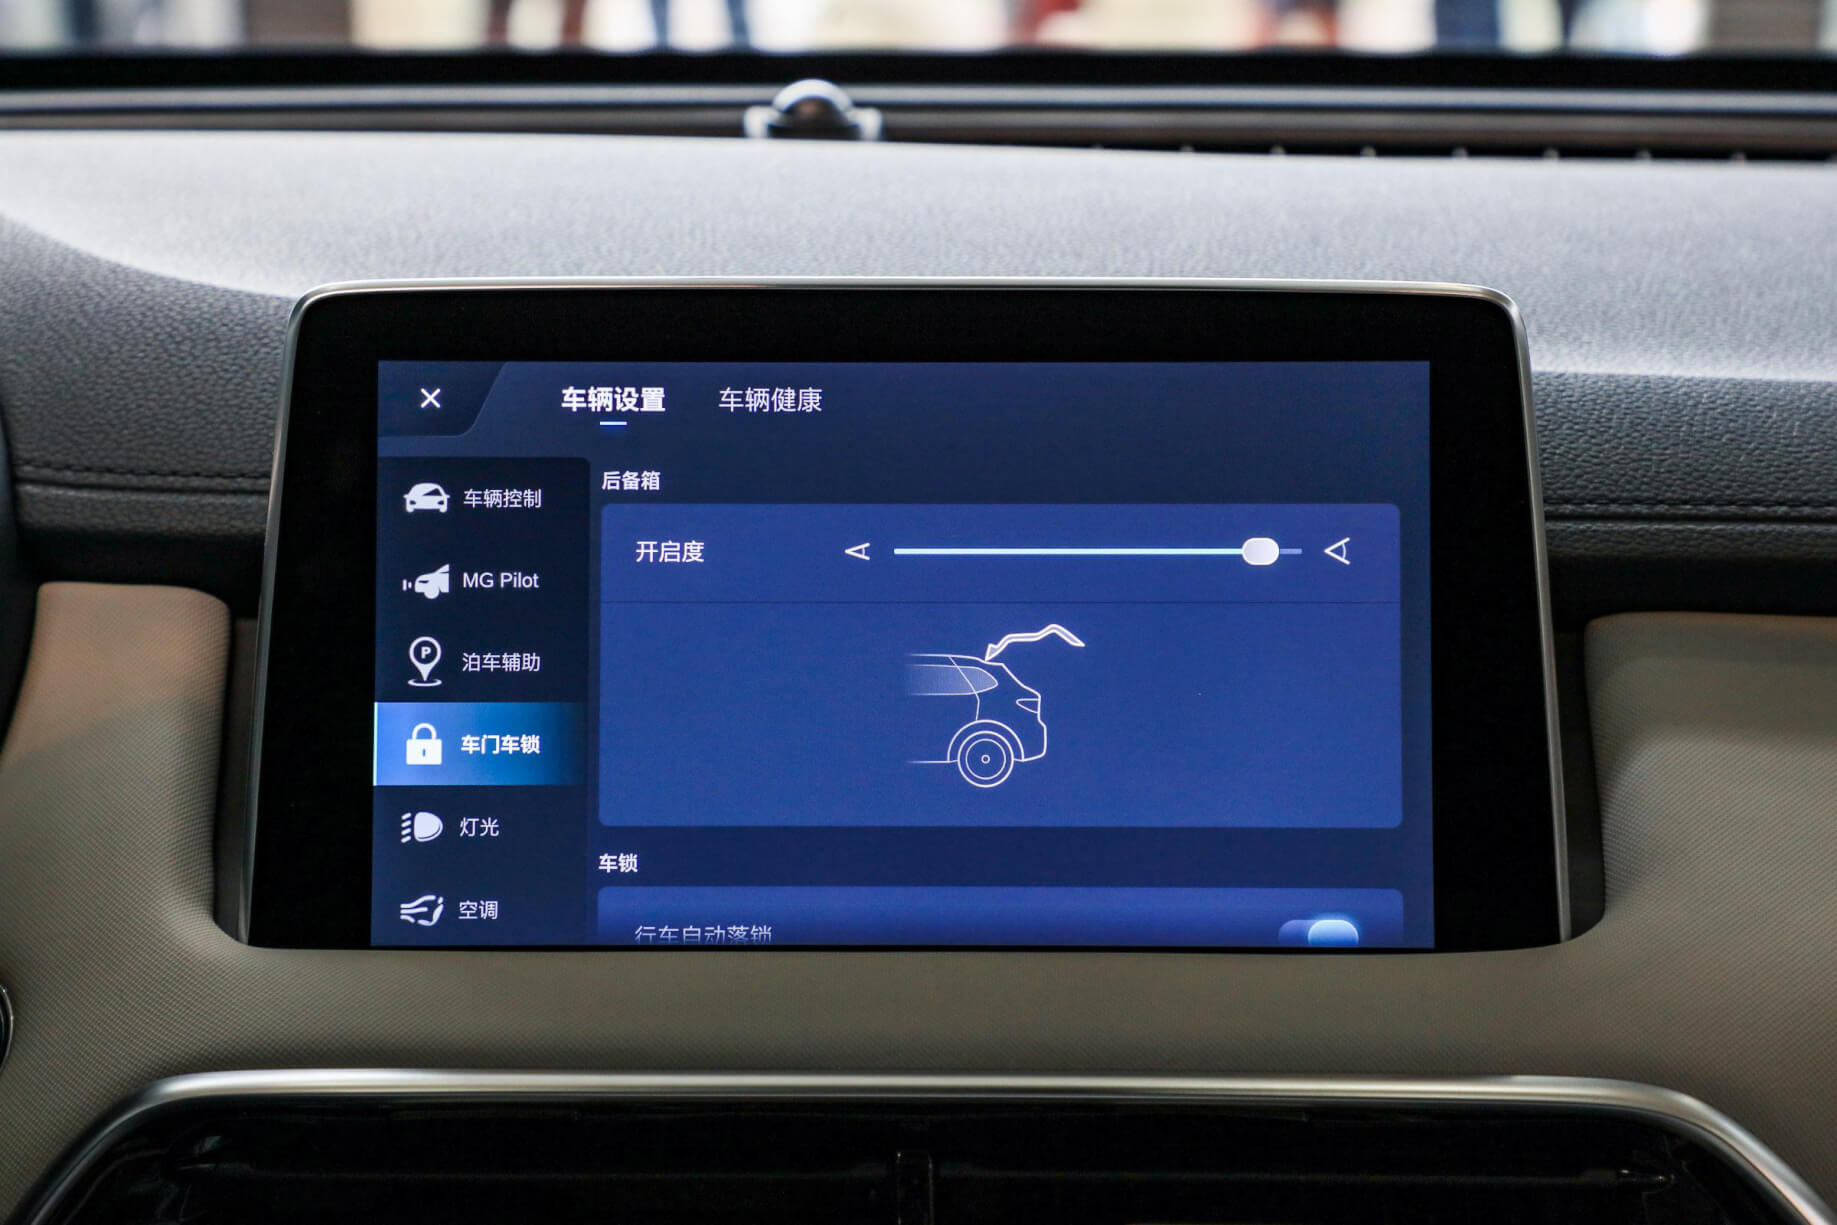 车辆设置
车辆健康
后备箱
车辆控制
开启度
MG Pilot
P
泊车辅助
车门车锁
灯光
车锁
空调
行车自动落锁